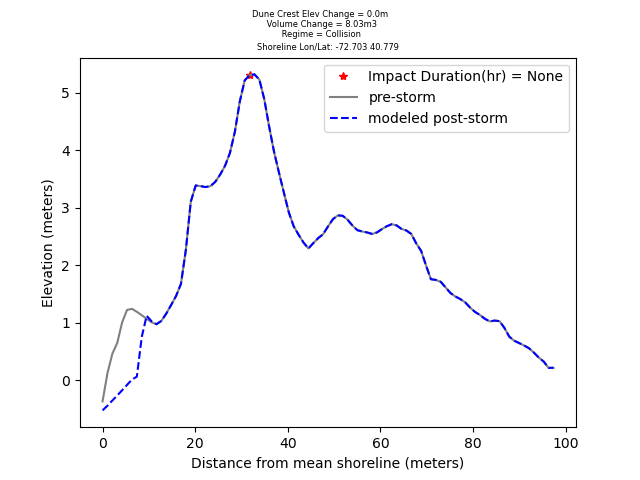 Dune Crest Elev Change = 0.0m
Volume Change = 8.03m3
Regime = Collision
Shoreline Lon/Lat: -72.703 40.779
Impact Duration(hr) = None
pre-storm
modeled post-storm
Elevation (meters)
5
4
3
2
1
0
0 20 40 60 80 100
Distance from mean shoreline (meters)